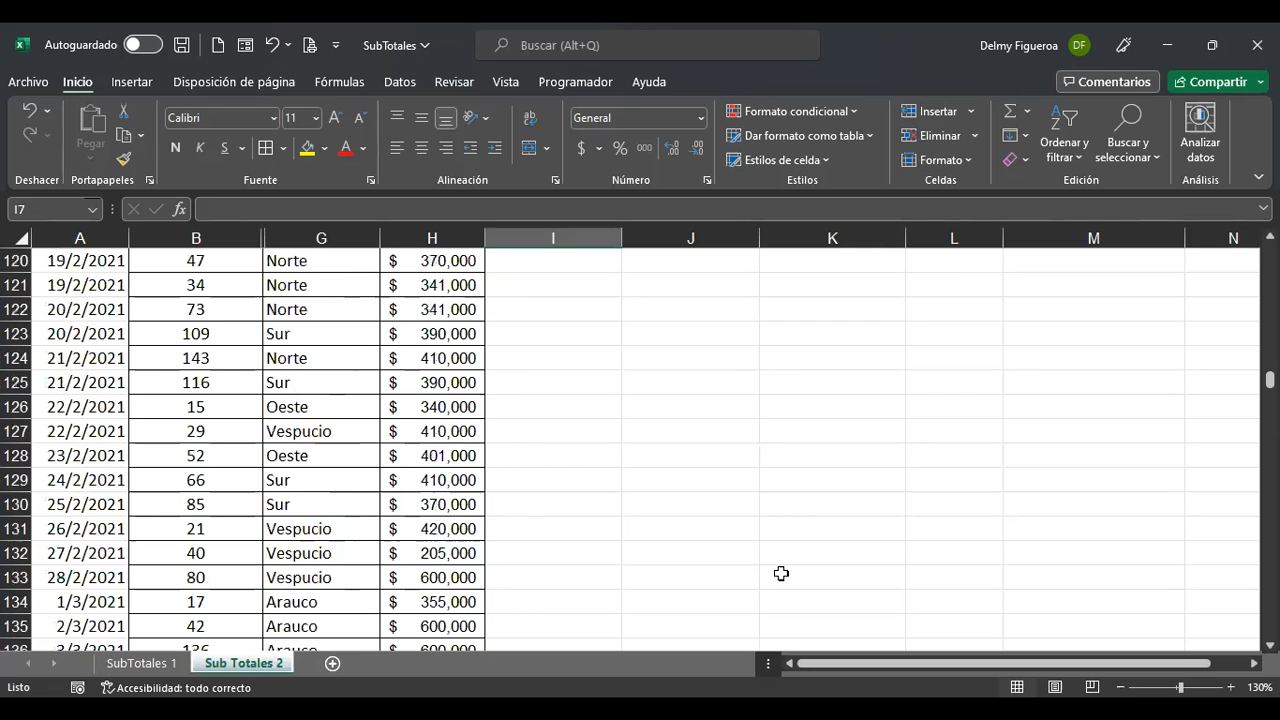 Autoguardado SubTotales Buscar (Alt+Q) Delmy Figueroa DF
Archivo Inicio Insertar Disposición de página Fórmulas Datos Revisar Vista Programador Ayuda Comentarios Compartir
Pegar Calibri 11 General Formato condicional Insertar
Dar formato como tabla Eliminar Ordenar y filtrar Buscar y seleccionar Analizar datos
N K S $ % 000 Estilos de celda Formato
Deshacer Portapapeles Fuente Alineación Número Estilos Celdas Edición Análisis
I7 fx
A B G H I J K L M N
120 19/2/2021 47 Norte $ 370,000
121 19/2/2021 34 Norte $ 341,000
122 20/2/2021 73 Norte $ 341,000
123 20/2/2021 109 Sur $ 390,000
124 21/2/2021 143 Norte $ 410,000
125 21/2/2021 116 Sur $ 390,000
126 22/2/2021 15 Oeste $ 340,000
127 22/2/2021 29 Vespucio $ 410,000
128 23/2/2021 52 Oeste $ 401,000
129 24/2/2021 66 Sur $ 410,000
130 25/2/2021 85 Sur $ 370,000
131 26/2/2021 21 Vespucio $ 420,000
132 27/2/2021 40 Vespucio $ 205,000
133 28/2/2021 80 Vespucio $ 600,000
134 1/3/2021 17 Arauco $ 355,000
135 2/3/2021 42 Arauco $ 600,000
136 3/3/2021 136 Arauco $ 600,000
SubTotales 1 Sub Totales 2
Listo Accesibilidad: todo correcto 130%